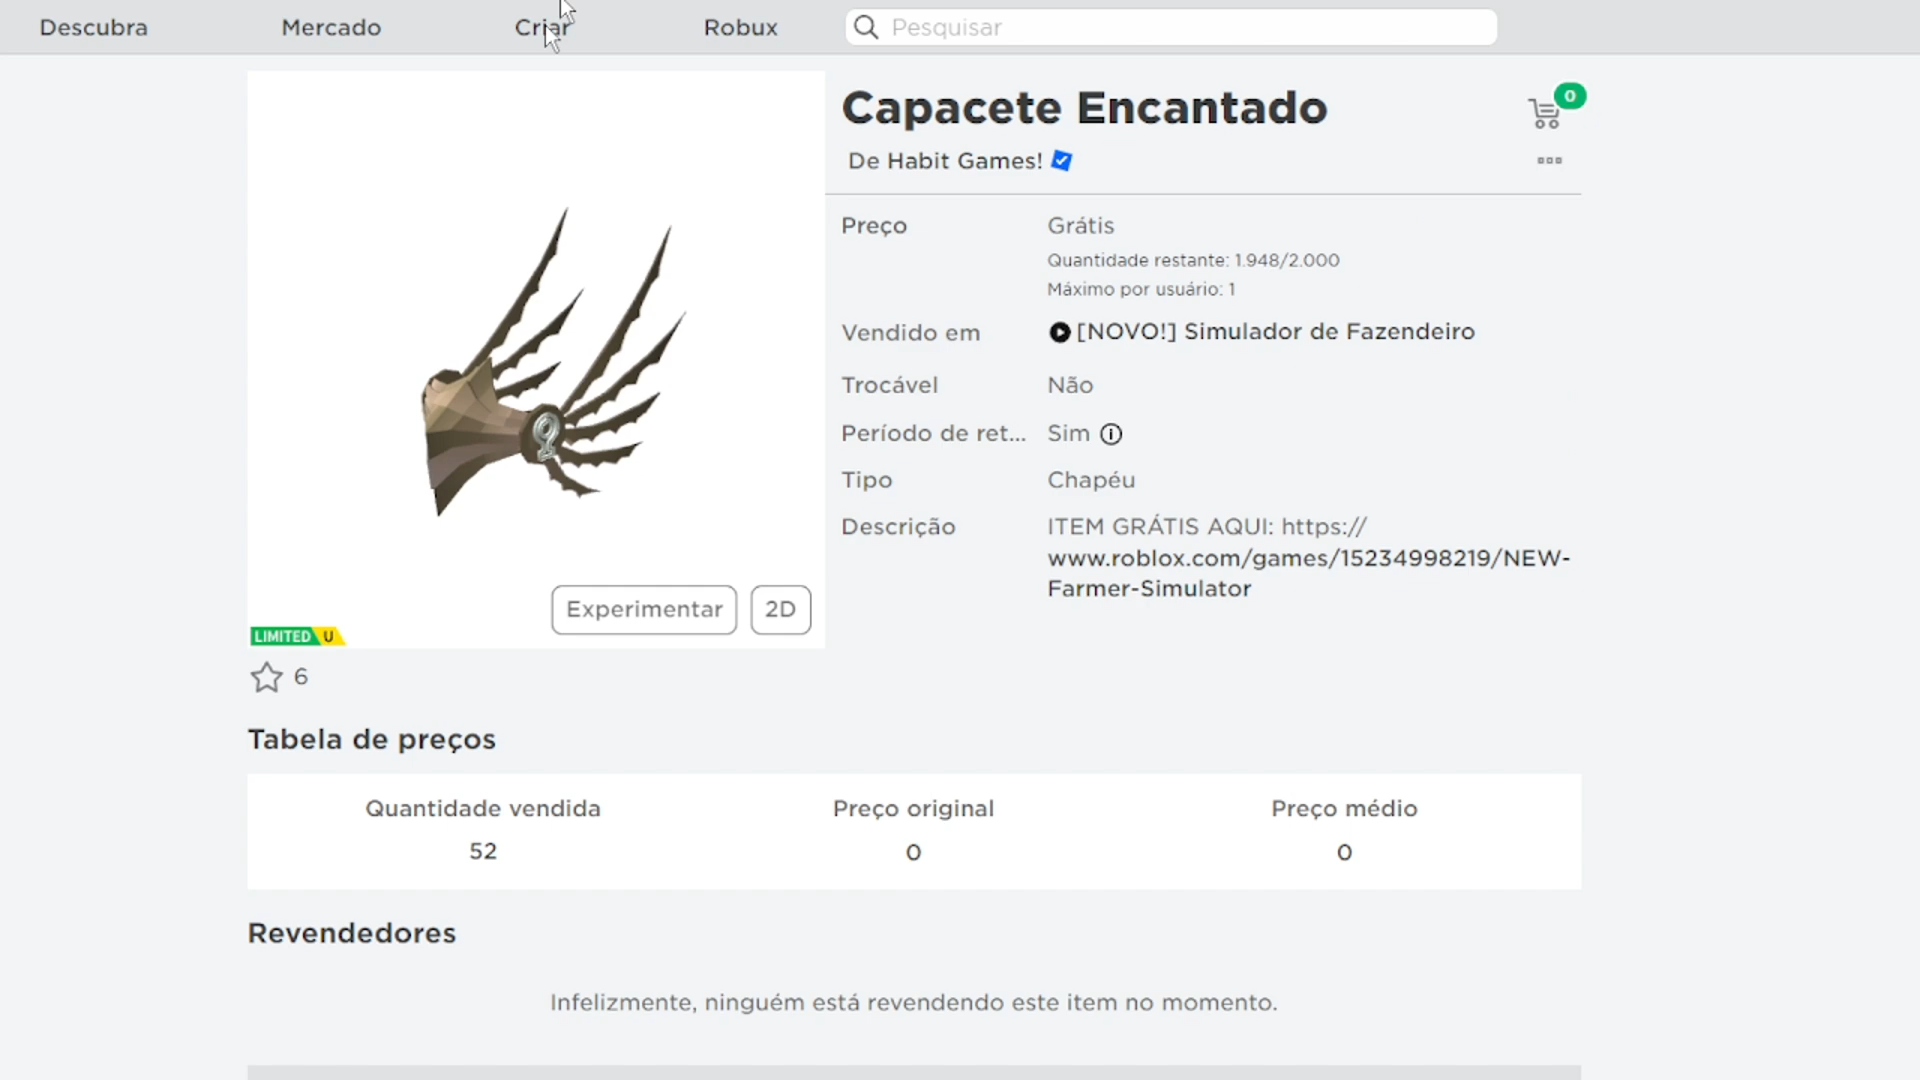 Descubra Mercado Criar Robux Pesquisar
Capacete Encantado
0
De Habit Games!
Preço Grátis
Quantidade restante: 1.948/2.000
Máximo por usuário: 1
Vendido em [NOVO!] Simulador de Fazendeiro
Trocável Não
Período de ret... Sim
Tipo Chapéu
Descrição ITEM GRÁTIS AQUI: https://
www.roblox.com/games/15234998219/NEW-
Farmer-Simulator
Experimentar 2D
LIMITED U
6
Tabela de preços
Quantidade vendida Preço original Preço médio
52 0 0
Revendedores
Infelizmente, ninguém está revendendo este item no momento.